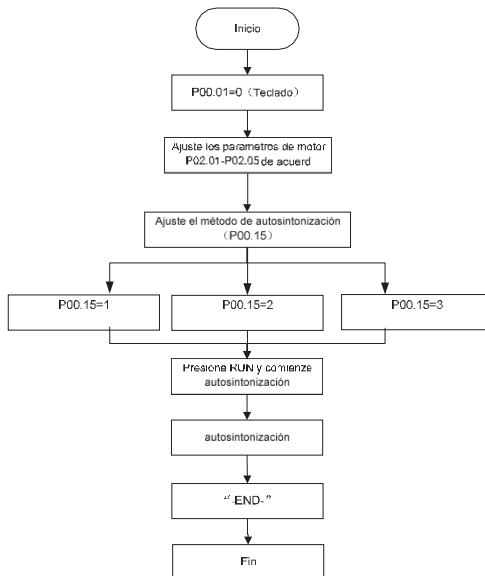 Inicio
P00.01=0（Teclado）
Ajuste los parametros de motor
P02.01-P02.05 de acuerd
Ajuste el método de autosintonización
（P00.15）
P00.15=1
P00.15=2
P00.15=3
Presione RUN y comienze
autosintonización
autosintonización
“-END-”
Fin